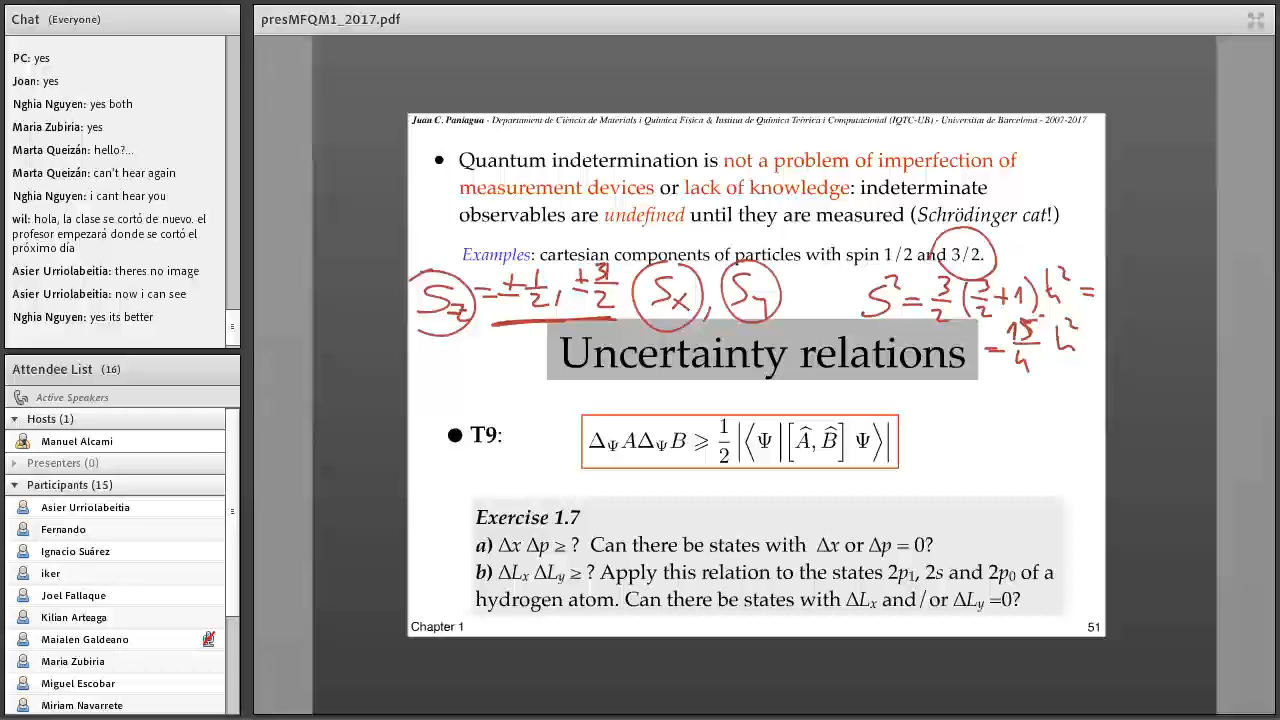 Chat (Everyone)
PC: yes
Joan: yes
Nghia Nguyen: yes both
Maria Zubiria: yes
Marta Queizán: hello?...
Marta Queizán: can't hear again
Nghia Nguyen: i cant hear you
wil: hola, la clase se cortó de nuevo. el
profesor empezará donde se cortó el
próximo día
Asier Urriolabeitia: theres no image
Asier Urriolabeitia: now i can see
Nghia Nguyen: yes its better
Attendee List (16)
Active Speakers
Hosts (1)
Manuel Alcami
Presenters (0)
Participants (15)
Asier Urriolabeitia
Fernando
Ignacio Suárez
iker
Joel Fallaque
Kilian Arteaga
Maialen Galdeano
Maria Zubiria
Miguel Escobar
Miriam Navarrete
presMFQM1_2017.pdf
Juan C. Paniagua - Departament de Ciència de Materials i Química Física & Institut de Química Teòrica i Computacional (IQTC-UB) - Universitat de Barcelona - 2007-2017
• Quantum indetermination is not a problem of imperfection of
measurement devices or lack of knowledge: indeterminate
observables are undefined until they are measured (Schrödinger cat!)
Examples: cartesian components of particles with spin 1/2 and 3/2.
S_z = ±1/2, ±3/2 S_x, S_y S² = 3/2 (3/2 + 1) ħ² =
= 15/4 ħ²
Uncertainty relations
● T9: Δ_Ψ A Δ_Ψ B ⩾ 1/2 |⟨Ψ |[Â, B̂] Ψ⟩|
Exercise 1.7
a) Δx Δp ≥ ? Can there be states with Δx or Δp = 0?
b) ΔLx ΔLy ≥ ? Apply this relation to the states 2p₁, 2s and 2p₀ of a
hydrogen atom. Can there be states with ΔLx and/or ΔLy =0?
Chapter 1
51